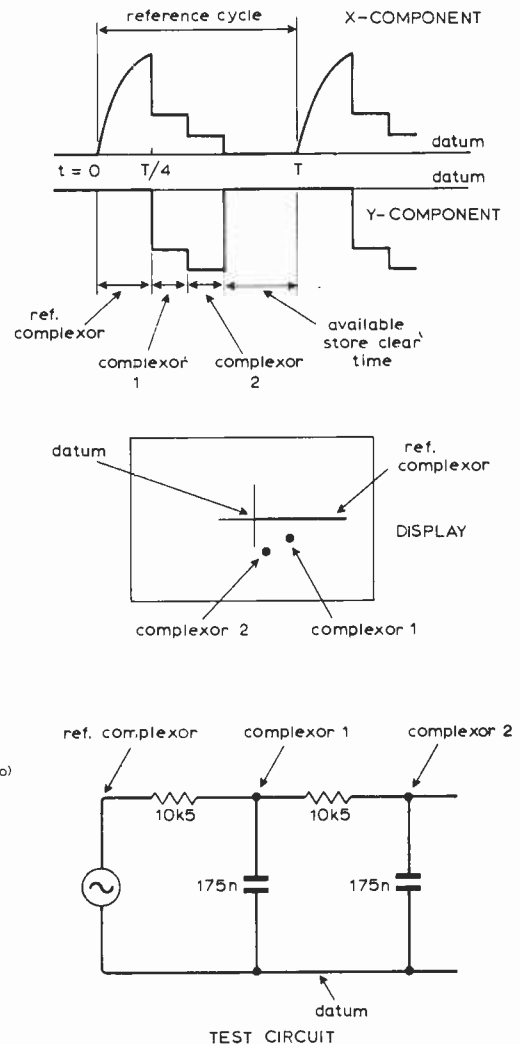 reference cycle
X-COMPONENT
datum
t = 0
T/4
T
datum
Y-COMPONENT
ref.
complexor
complexor
1
complexor
2
available
store clear
time
datum
ref.
complexor
DISPLAY
complexor 2
complexor 1
ref. complexor
complexor 1
complexor 2
o)
10k5
10k5
175n
175n
datum
TEST CIRCUIT